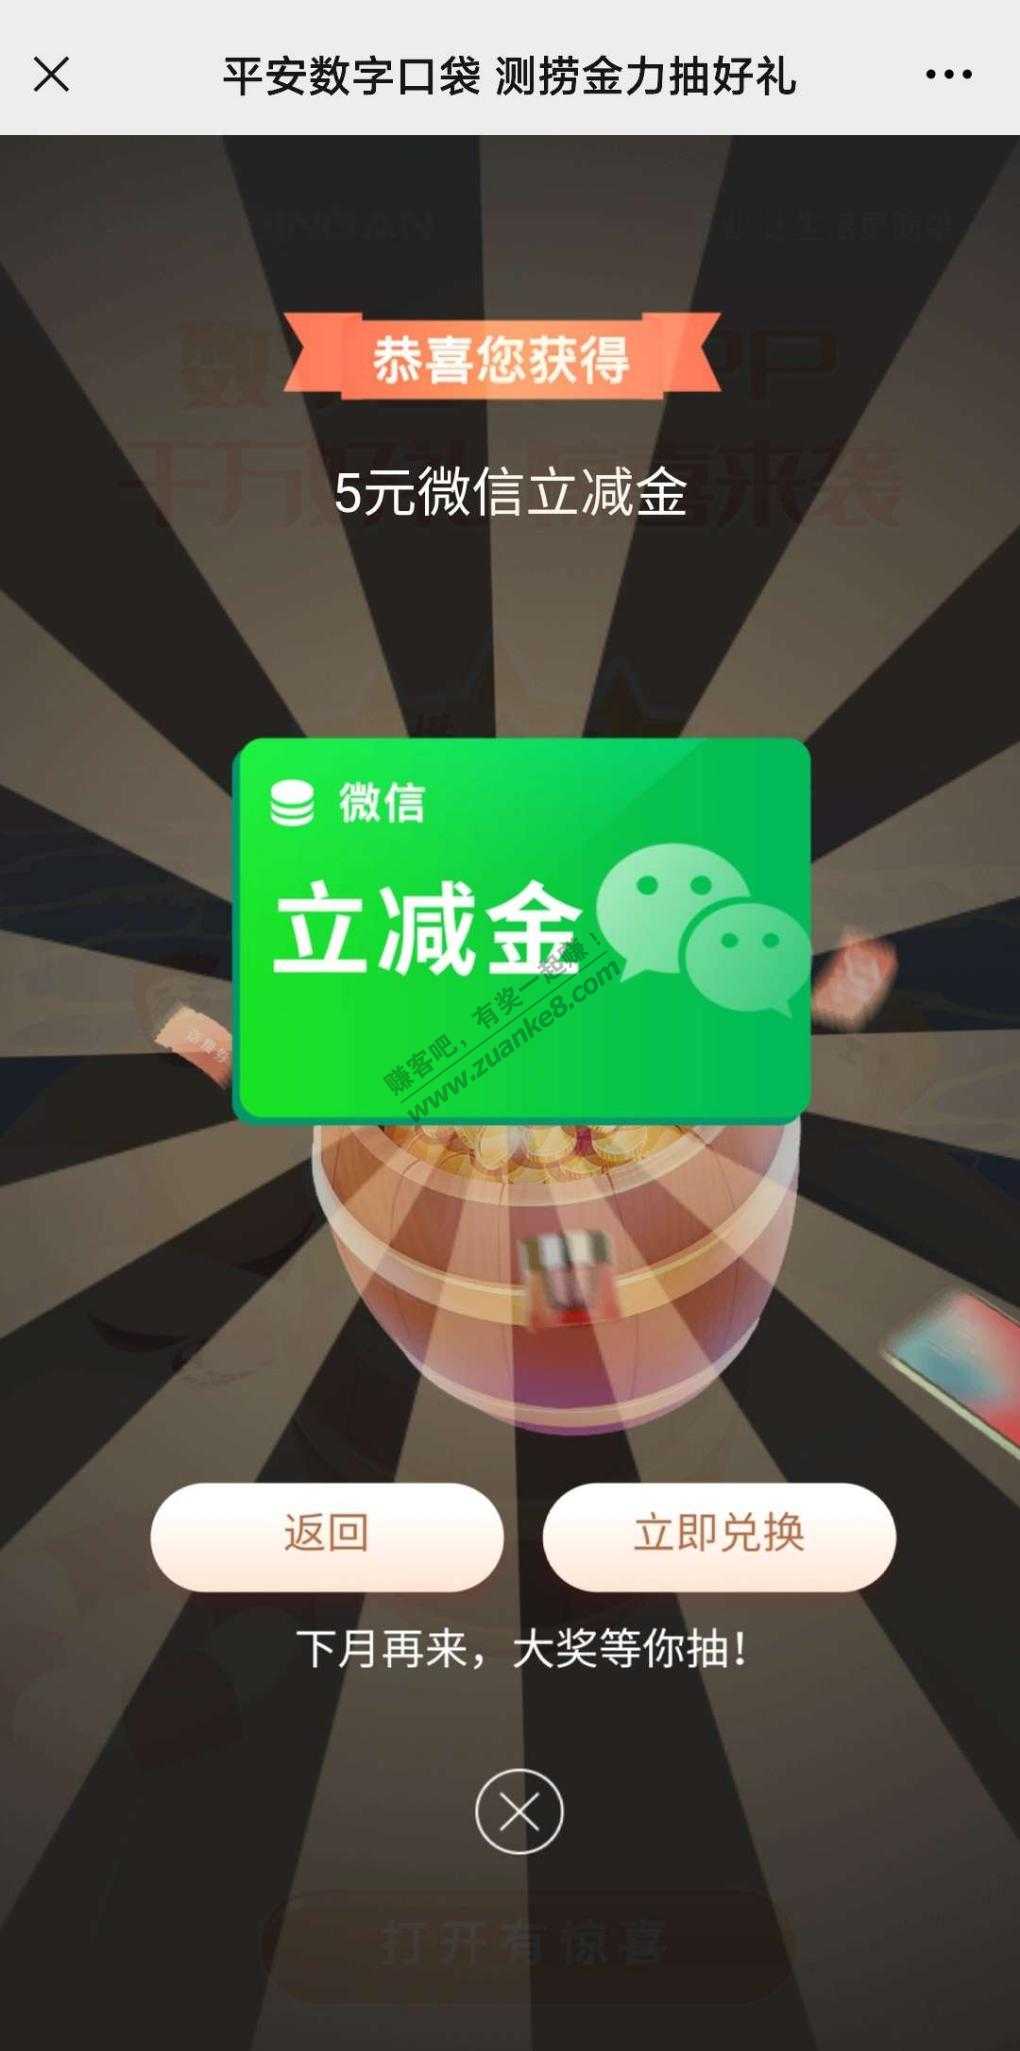 平安数字口袋 测捞金力抽好礼
恭喜您获得
5元微信立减金
微信
立减金
赚客吧，有奖一起赚！
www.zuanke8.com
返回
立即兑换
下月再来，大奖等你抽！
打开有惊喜